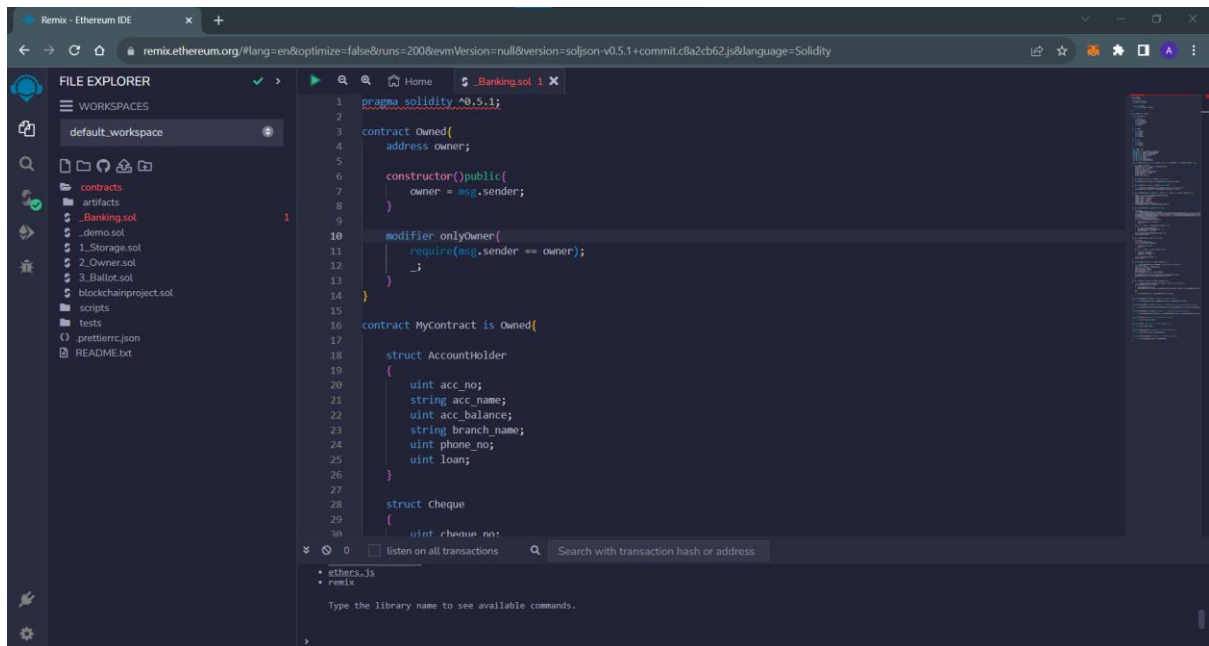 Remix - Ethereum IDE
remix.ethereum.org/#lang=en&optimize=false&runs=200&evmVersion=null&version=soljson-v0.5.1+commit.c8a2cb62.js&language=Solidity
A
FILE EXPLORER
WORKSPACES
default_workspace
contracts
artifacts
_Banking.sol 1
_demo.sol
1_Storage.sol
2_Owner.sol
3_Ballot.sol
blockchainproject.sol
scripts
tests
.prettierrc.json
README.txt
Home _Banking.sol 1
1 pragma solidity ^0.5.1;
2
3 contract Owned{
4 address owner;
5
6 constructor()public{
7 owner = msg.sender;
8 }
9
10 modifier onlyOwner{
11 require(msg.sender == owner);
12 _;
13 }
14 }
15
16 contract MyContract is Owned{
17
18 struct AccountHolder
19 {
20 uint acc_no;
21 string acc_name;
22 uint acc_balance;
23 string branch_name;
24 uint phone_no;
25 uint loan;
26 }
27
28 struct Cheque
29 {
30 uint cheque_no;
0 listen on all transactions Search with transaction hash or address
• ethers.js
• remix
Type the library name to see available commands.
>